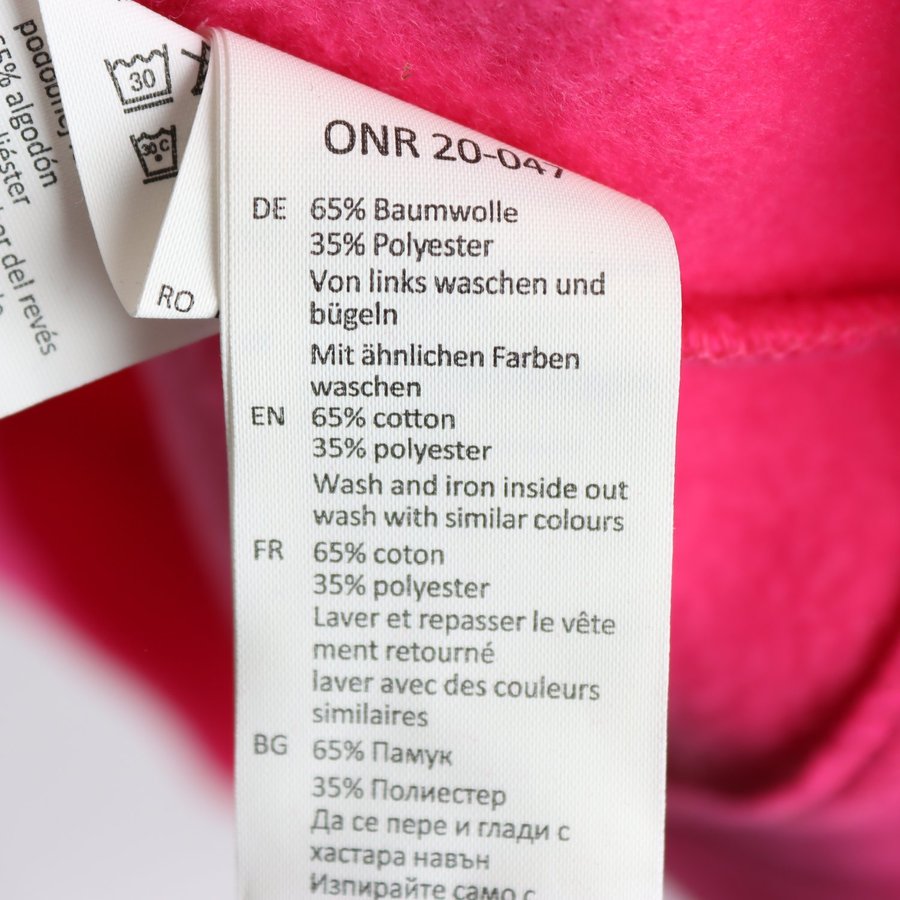 podobnej
65% algodón
del revés
30
30°C
RO
ONR 20-047
DE 65% Baumwolle
35% Polyester
Von links waschen und
bügeln
Mit ähnlichen Farben
waschen
EN 65% cotton
35% polyester
Wash and iron inside out
wash with similar colours
FR 65% coton
35% polyester
Laver et repasser le vête
ment retourné
laver avec des couleurs
similaires
BG 65% Памук
35% Полиестер
Да се пере и глади с
хастара навън
Изпирайте само с